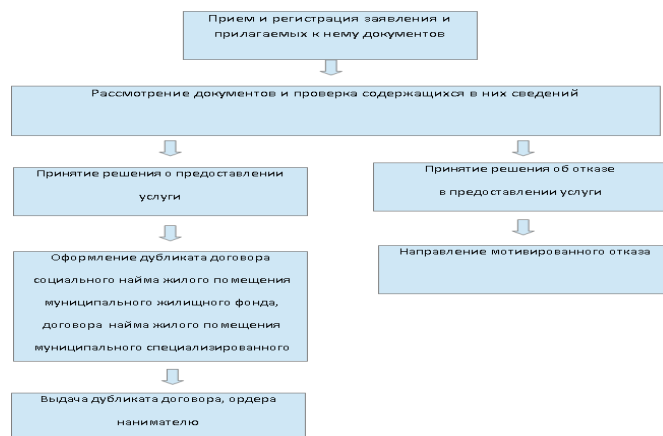 Прием и регистрация заявления и
прилагаемых к нему документов
Рассмотрение документов и проверка содержащихся в них сведений
Принятие решения о предоставлении
услуги
Принятие решения об отказе
в предоставлении услуги
Оформление дубликата договора
социального найма жилого помещения
муниципального жилищного фонда,
договора найма жилого помещения
муниципального специализированного
Направление мотивированного отказа
Выдача дубликата договора, ордера
нанимателю